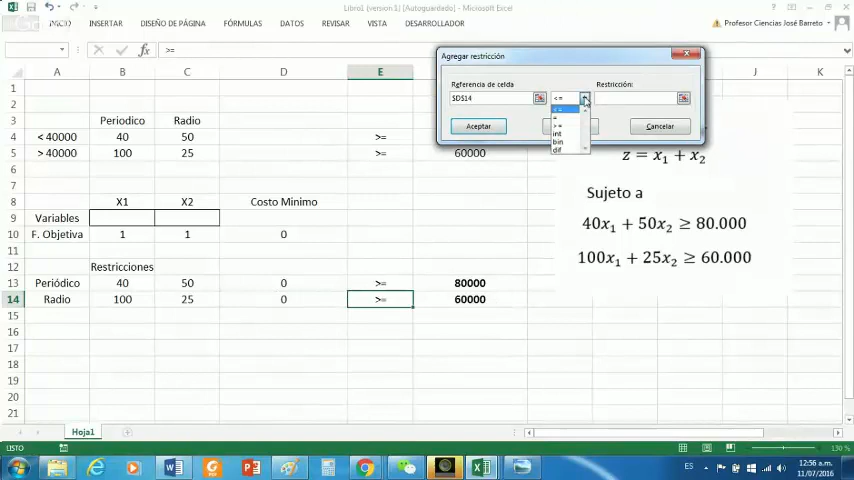 Libro1 (version 1) [Autoguardado] - Microsoft Excel
INICIO INSERTAR DISEÑO DE PÁGINA FÓRMULAS DATOS REVISAR VISTA DESARROLLADOR
Profesor Ciencias José Barreto
fx >=
A B C D E J K
1
2
3 Periodico Radio
4 < 40000 40 50 >=
5 > 40000 100 25 >= 60000
6
7
8 X1 X2 Costo Minimo
9 Variables
10 F. Objetiva 1 1 0
11
12 Restricciones
13 Periódico 40 50 0 >= 80000
14 Radio 100 25 0 >= 60000
15
16
17
18
19
20
21
Agregar restricción
Referencia de celda Restricción:
$D$14 <=
<=
=
>=
int
bin
dif
Aceptar Cancelar
z = x₁ + x₂
Sujeto a
40x₁ + 50x₂ ≥ 80.000
100x₁ + 25x₂ ≥ 60.000
Hoja1
LISTO 130 %
ES 12:56 a.m.
11/07/2016